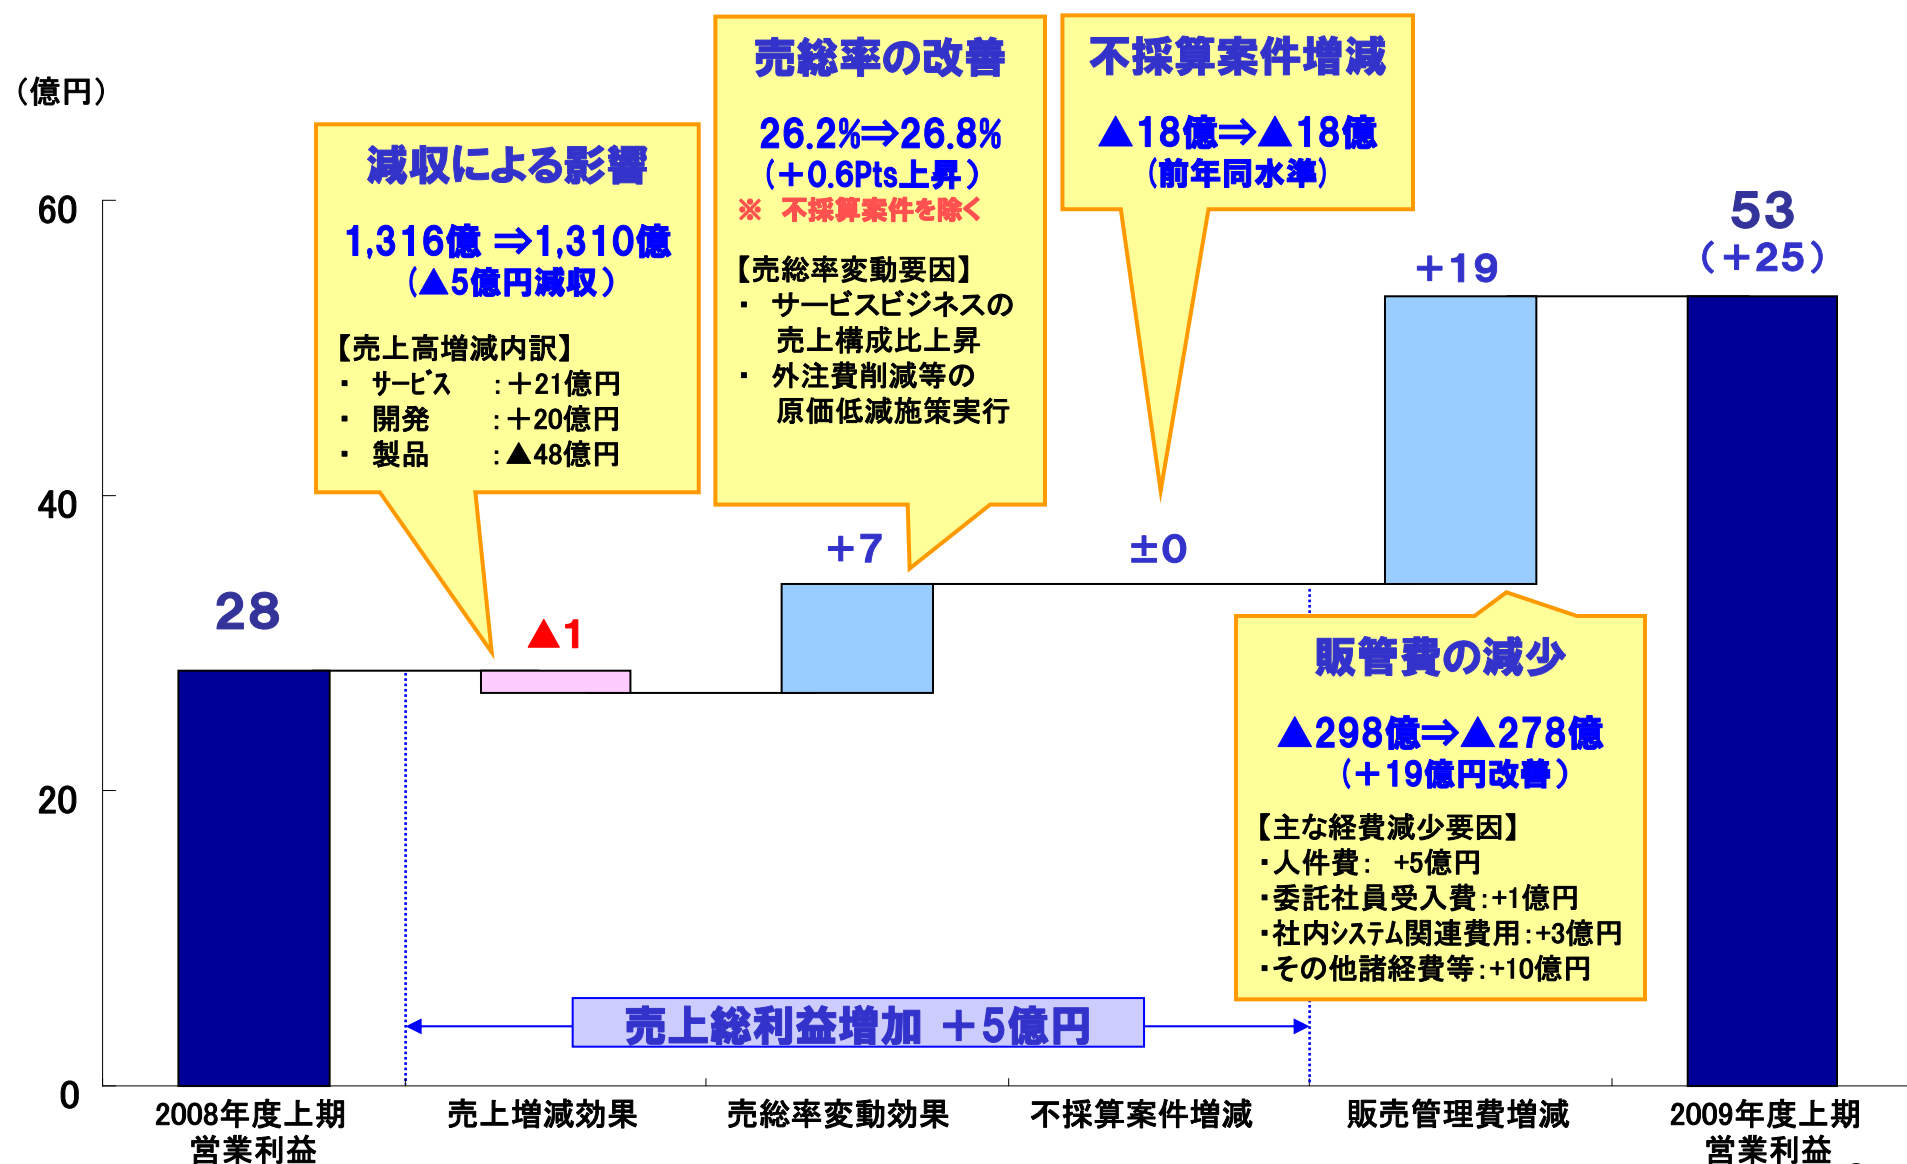 （億円）
60
40
20
0
減収による影響
1,316億 ⇒1,310億
（▲5億円減収）
【売上高増減内訳】
・ ｻｰﾋﾞｽ ：＋21億円
・ 開発 ：＋20億円
・ 製品 ：▲48億円
売総率の改善
26.2%⇒26.8%
（＋0.6Pts上昇）
※ 不採算案件を除く
【売総率変動要因】
・ サービスビジネスの
売上構成比上昇
・ 外注費削減等の
原価低減施策実行
不採算案件増減
▲18億⇒▲18億
(前年同水準)
28
▲1
＋7
±0
＋19
53
（＋25）
販管費の減少
▲298億⇒▲278億
（＋19億円改善）
【主な経費減少要因】
・人件費： +5億円
・委託社員受入費：+1億円
・社内ｼｽﾃﾑ関連費用：+3億円
・その他諸経費等：+10億円
売上総利益増加 ＋5億円
2008年度上期
営業利益
売上増減効果
売総率変動効果
不採算案件増減
販売管理費増減
2009年度上期
営業利益